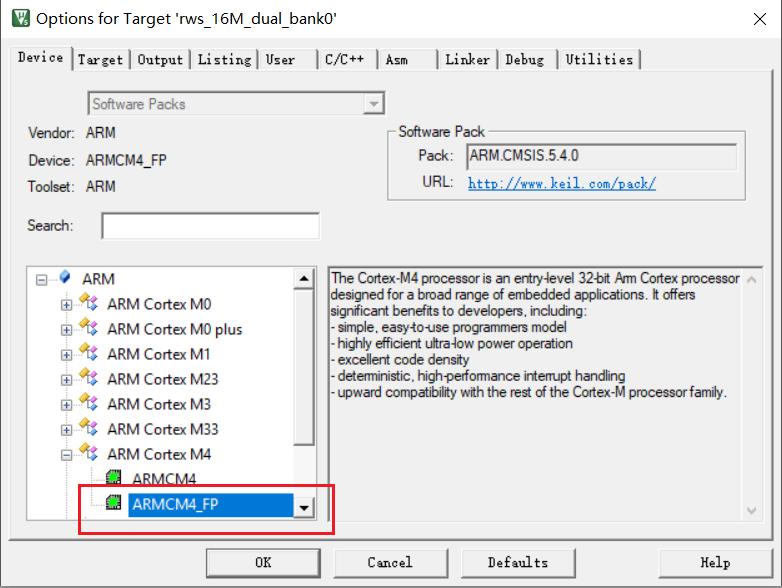 Options for Target 'rws_16M_dual_bank0'
Device Target Output Listing User C/C++ Asm Linker Debug Utilities
Software Packs
Software Pack
Vendor: ARM
Pack: ARM.CMSIS.5.4.0
Device: ARMCM4_FP
URL: http://www.keil.com/pack/
Toolset: ARM
Search:
ARM
ARM Cortex M0
ARM Cortex M0 plus
ARM Cortex M1
ARM Cortex M23
ARM Cortex M3
ARM Cortex M33
ARM Cortex M4
ARMCM4
ARMCM4_FP
The Cortex-M4 processor is an entry-level 32-bit Arm Cortex processor
designed for a broad range of embedded applications. It offers
significant benefits to developers, including:
- simple, easy-to-use programmers model
- highly efficient ultra-low power operation
- excellent code density
- deterministic, high-performance interrupt handling
- upward compatibility with the rest of the Cortex-M processor family.
OK Cancel Defaults Help